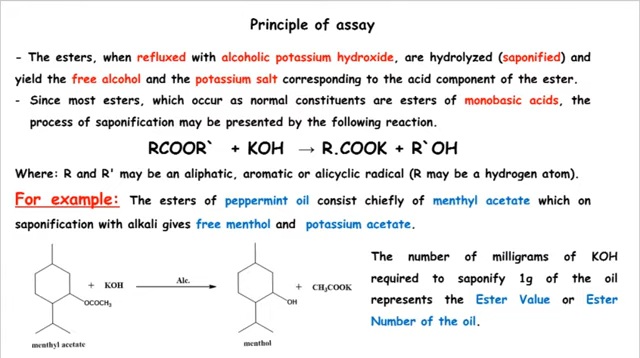 Principle of assay
- The esters, when refluxed with alcoholic potassium hydroxide, are hydrolyzed (saponified) and
yield the free alcohol and the potassium salt corresponding to the acid component of the ester.
- Since most esters, which occur as normal constituents are esters of monobasic acids, the
process of saponification may be presented by the following reaction.
RCOOR` + KOH → R.COOK + R`OH
Where: R and R' may be an aliphatic, aromatic or alicyclic radical (R may be a hydrogen atom).
For example: The esters of peppermint oil consist chiefly of menthyl acetate which on
saponification with alkali gives free menthol and potassium acetate.
+ KOH Alc. + CH₃COOK
OCOCH₃ OH
menthyl acetate menthol
The number of milligrams of KOH
required to saponify 1g of the oil
represents the Ester Value or Ester
Number of the oil.